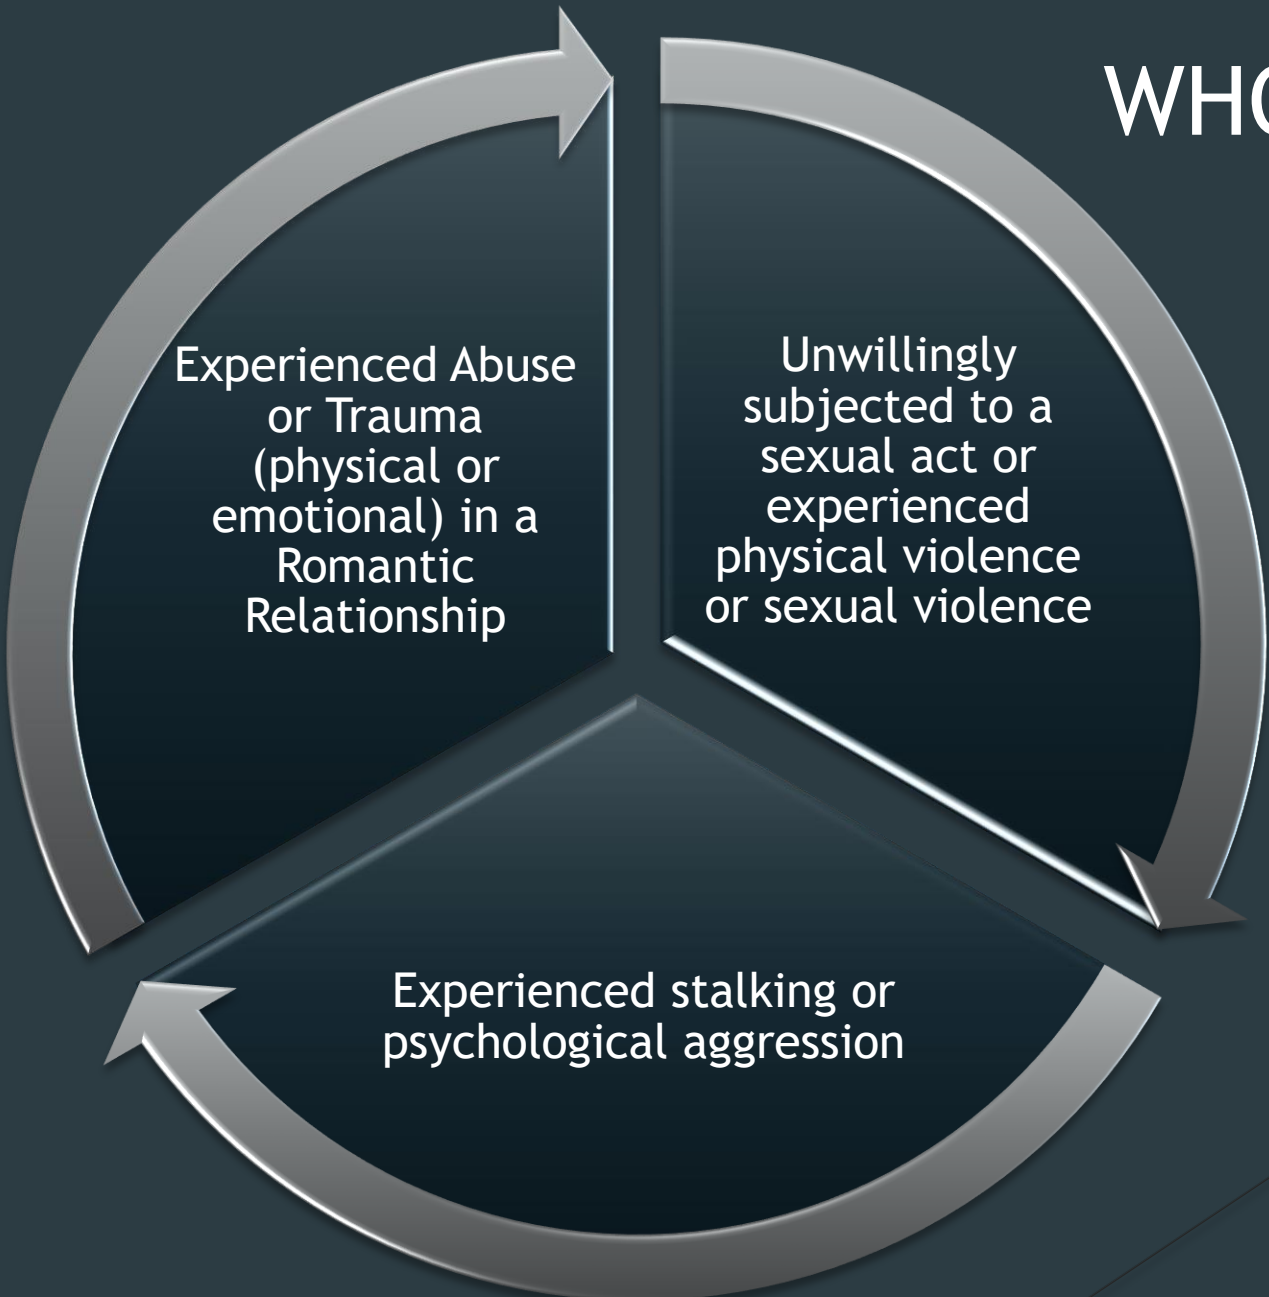 WHO
Unwillingly
subjected to a
sexual act or
experienced
physical violence
or sexual violence
Experienced stalking or
psychological aggression
Experienced Abuse
or Trauma
(physical or
emotional) in a
Romantic
Relationship